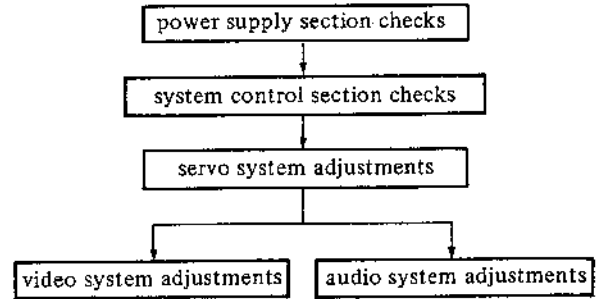 power supply section checks
system control section checks
servo system adjustments
video system adjustments
audio system adjustments